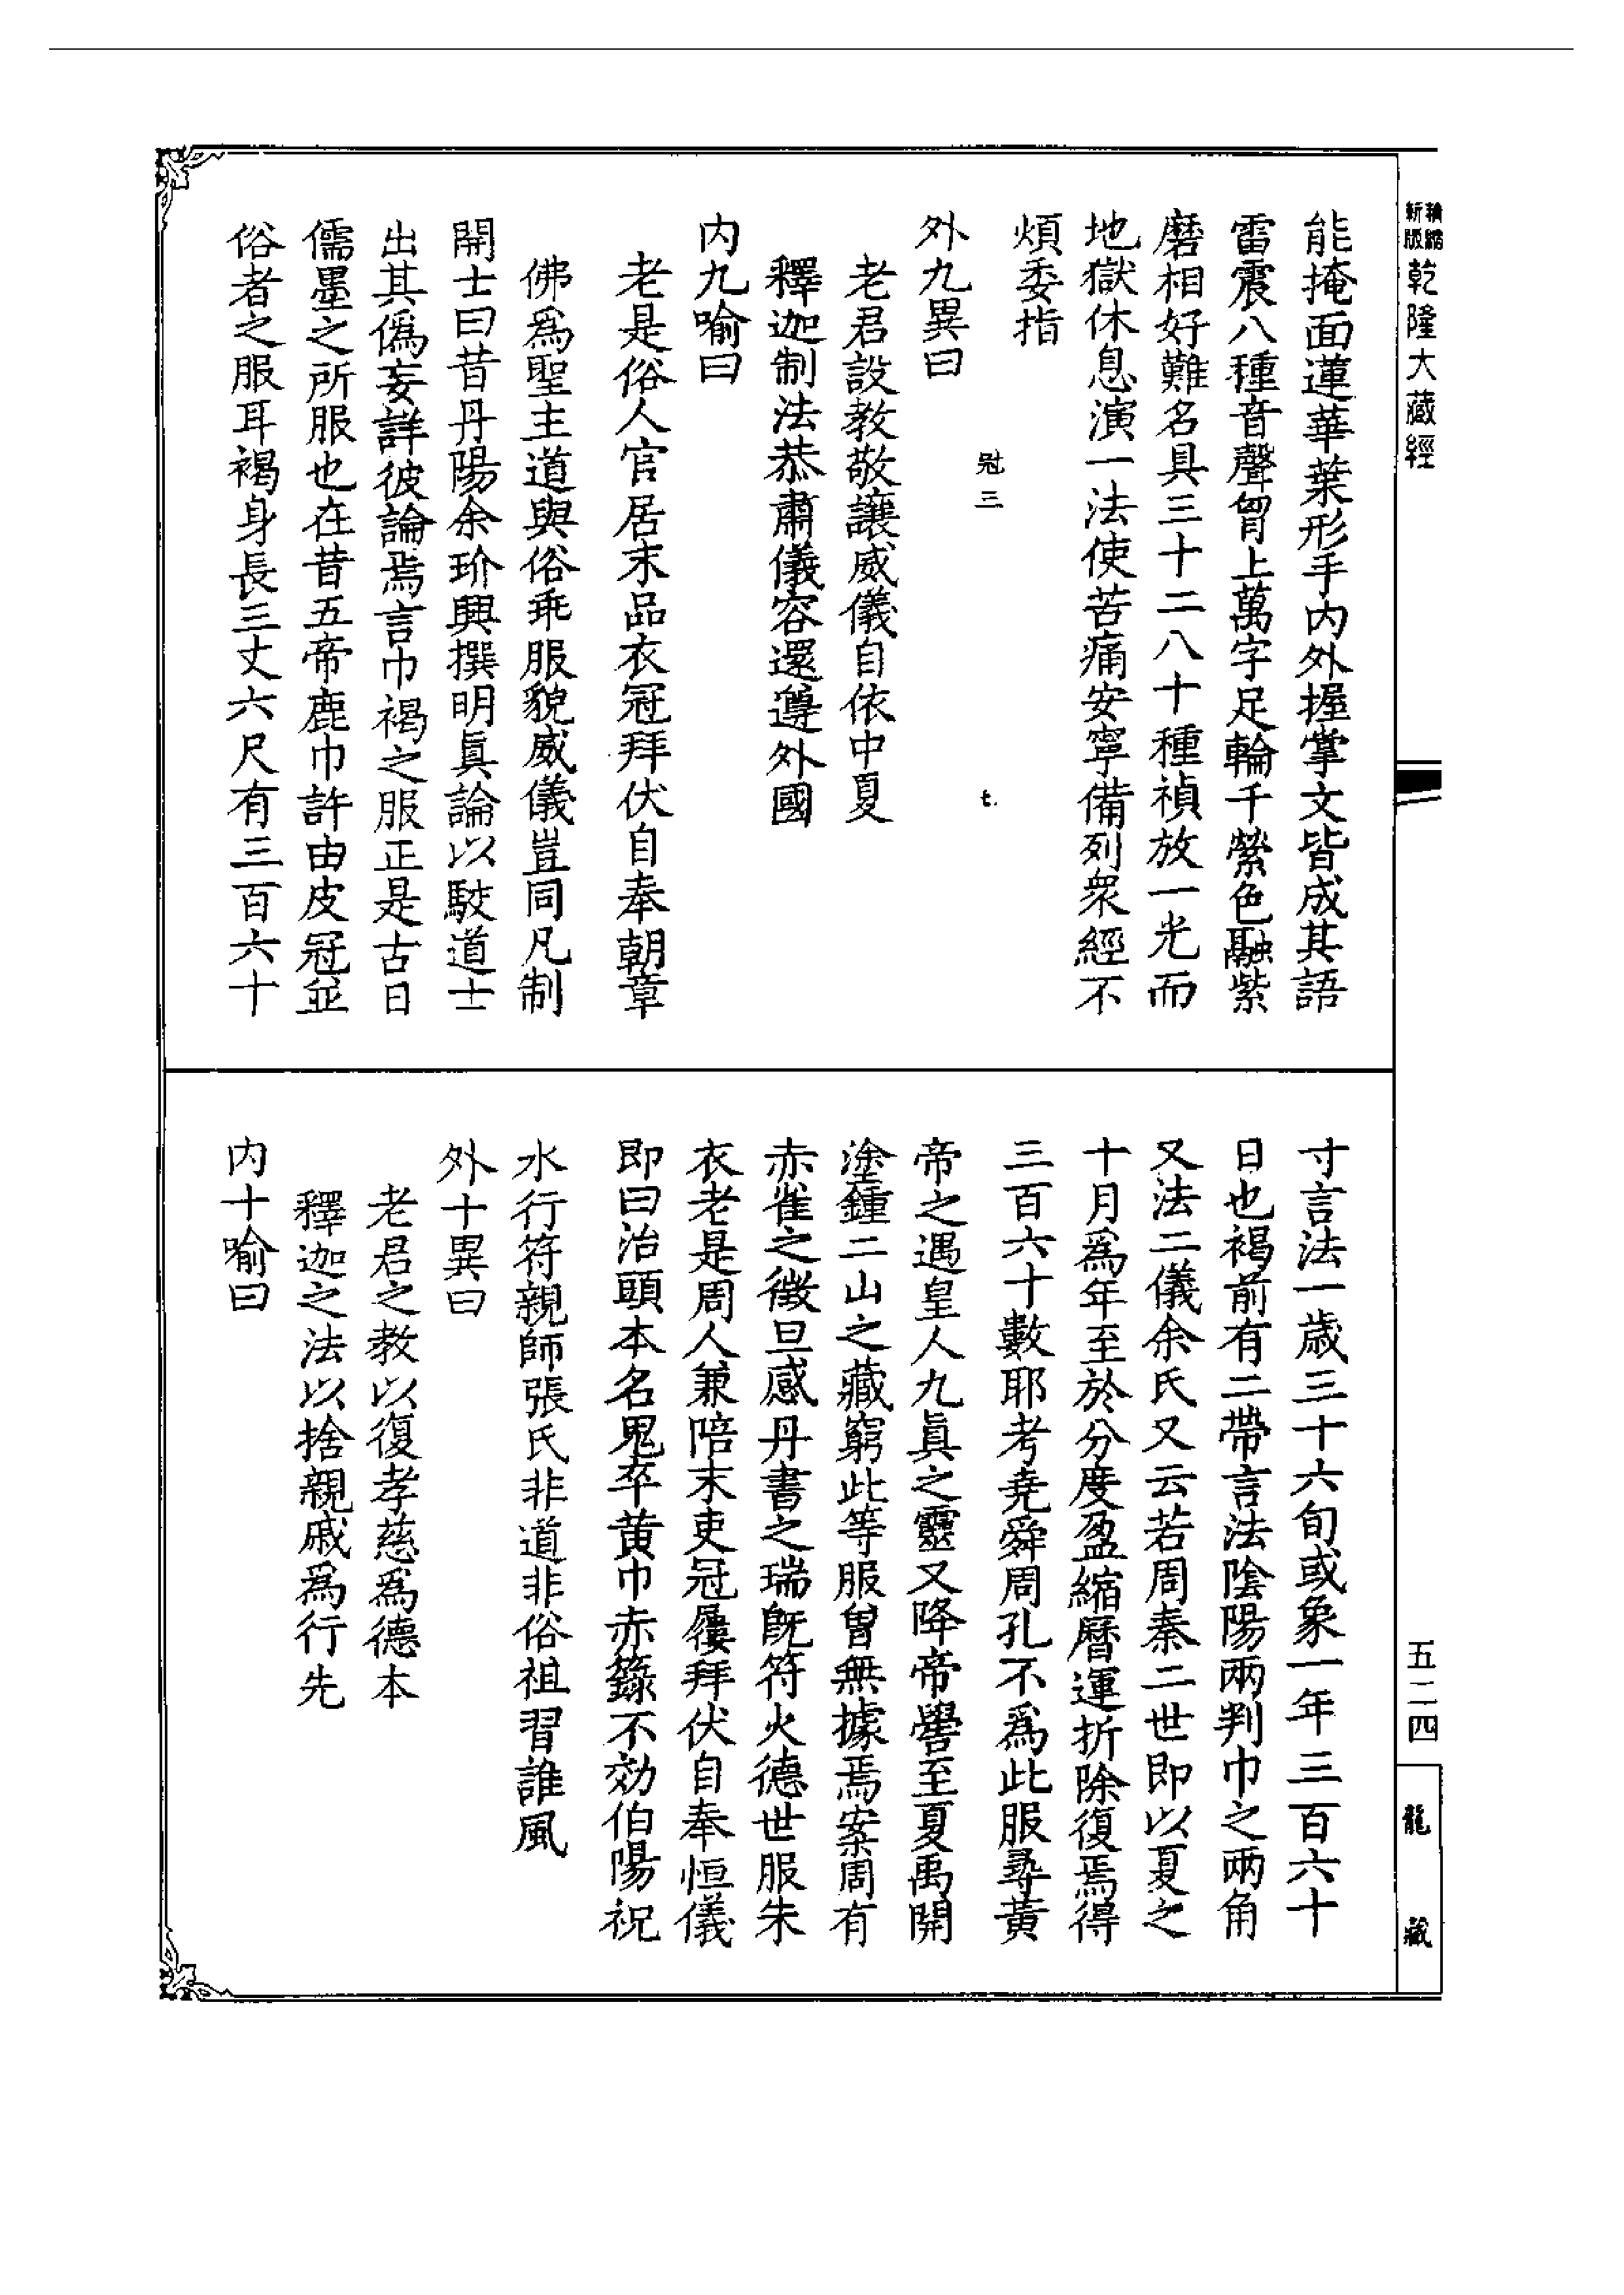 新縮
版縮
乾隆大藏經
能掩面蓮華葉形手內外握掌文皆成其語
雷震八種音聲胷上萬字足輪千縈色融紫
磨相好難名具三十二八十種禎放一光而
地獄休息演一法使苦痛安寧備列衆經不
煩委指
三
七
外九異曰
老君設教敬讓威儀自依中夏
釋迦制法恭肅儀容還遵外國
內九喻曰
老是俗人官居末品衣冠拜伏自奉朝章
佛爲聖主道與俗乖服貌威儀豈同凡制
開士曰昔丹陽余玠興撰明眞論以駁道士
出其僞妄詳彼論焉言巾褐之服正是古日
儒墨之所服也在昔五帝鹿巾許由皮冠並
俗者之服耳褐身長三丈六尺有三百六十
寸言法一歲三十六旬或象一年三百六十
日也褐前有二帶言法陰陽兩判巾之兩角
又法二儀余氏又云若周秦二世即以夏之
十月爲年至於分度盈縮曆運折除復焉得
三百六十數耶考堯舜周孔不爲此服尋黃
帝之遇皇人九眞之靈又降帝嚳至夏禹開
塗鍾二山之藏窮此等服曾無據焉案周有
赤雀之徵旦感丹書之瑞旣符火德世服朱
衣老是周人兼陪末吏冠屨拜伏自奉恒儀
即曰治頭本名鬼卒黃巾赤籙不効伯陽祝
水行符親師張氏非道非俗祖習誰風
外十異曰
老君之教以復孝慈爲德本
釋迦之法以捨親戚爲行先
內十喻曰
五二四
龍藏